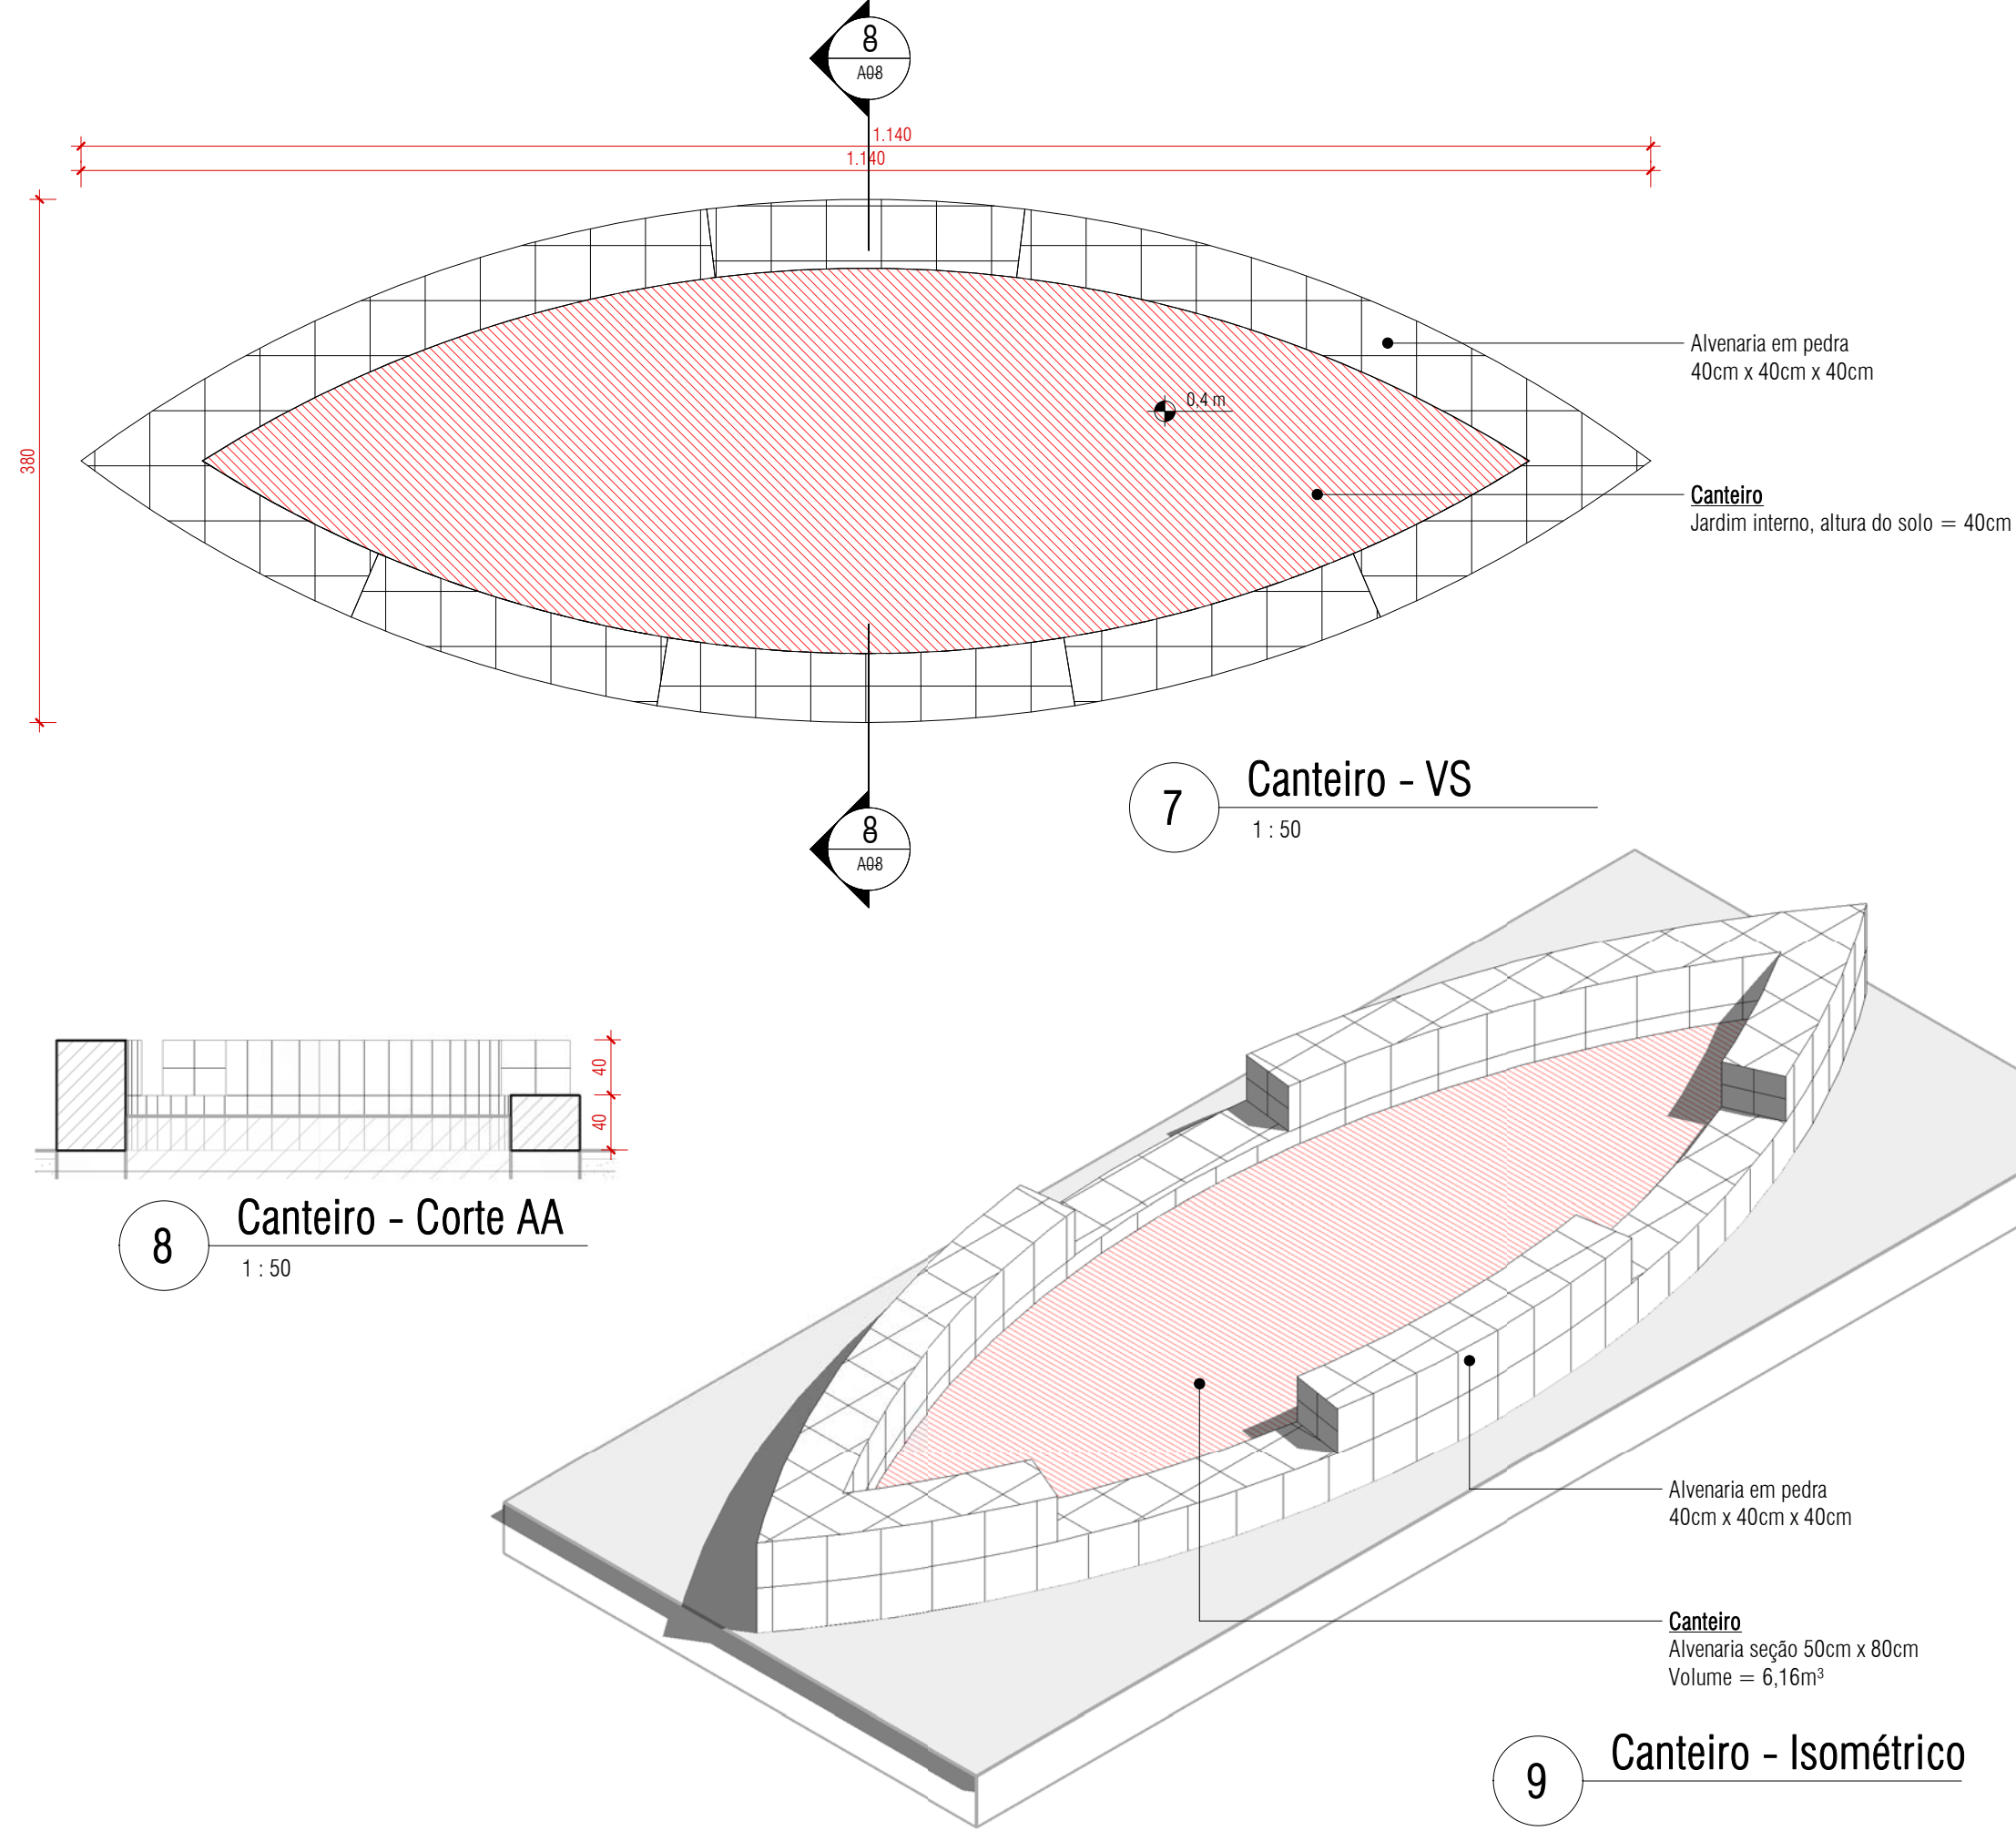 8
A08
1.140
1.140
380
Alvenaria em pedra
40cm x 40cm x 40cm
0,4 m
Canteiro
Jardim interno, altura do solo = 40cm
7
Canteiro - VS
1 : 50
8
A08
40
40
8
Canteiro - Corte AA
1 : 50
Alvenaria em pedra
40cm x 40cm x 40cm
Canteiro
Alvenaria seção 50cm x 80cm
Volume = 6,16m³
9
Canteiro - Isométrico